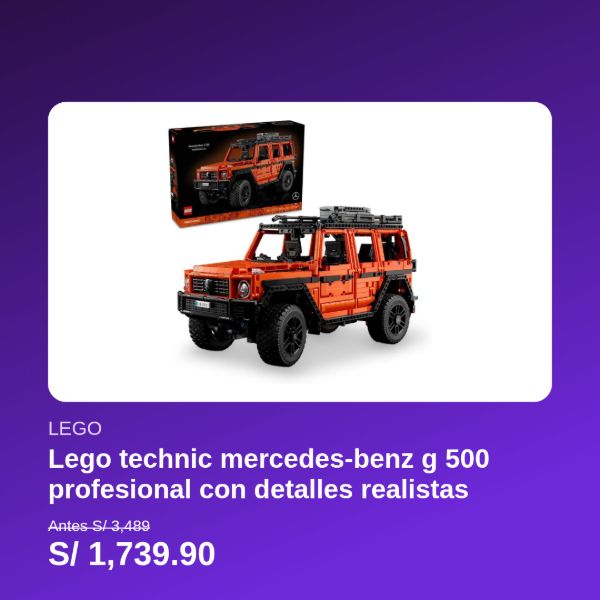 LEGO
Lego technic mercedes-benz g 500
profesional con detalles realistas
Antes S/ 3,489
S/ 1,739.90